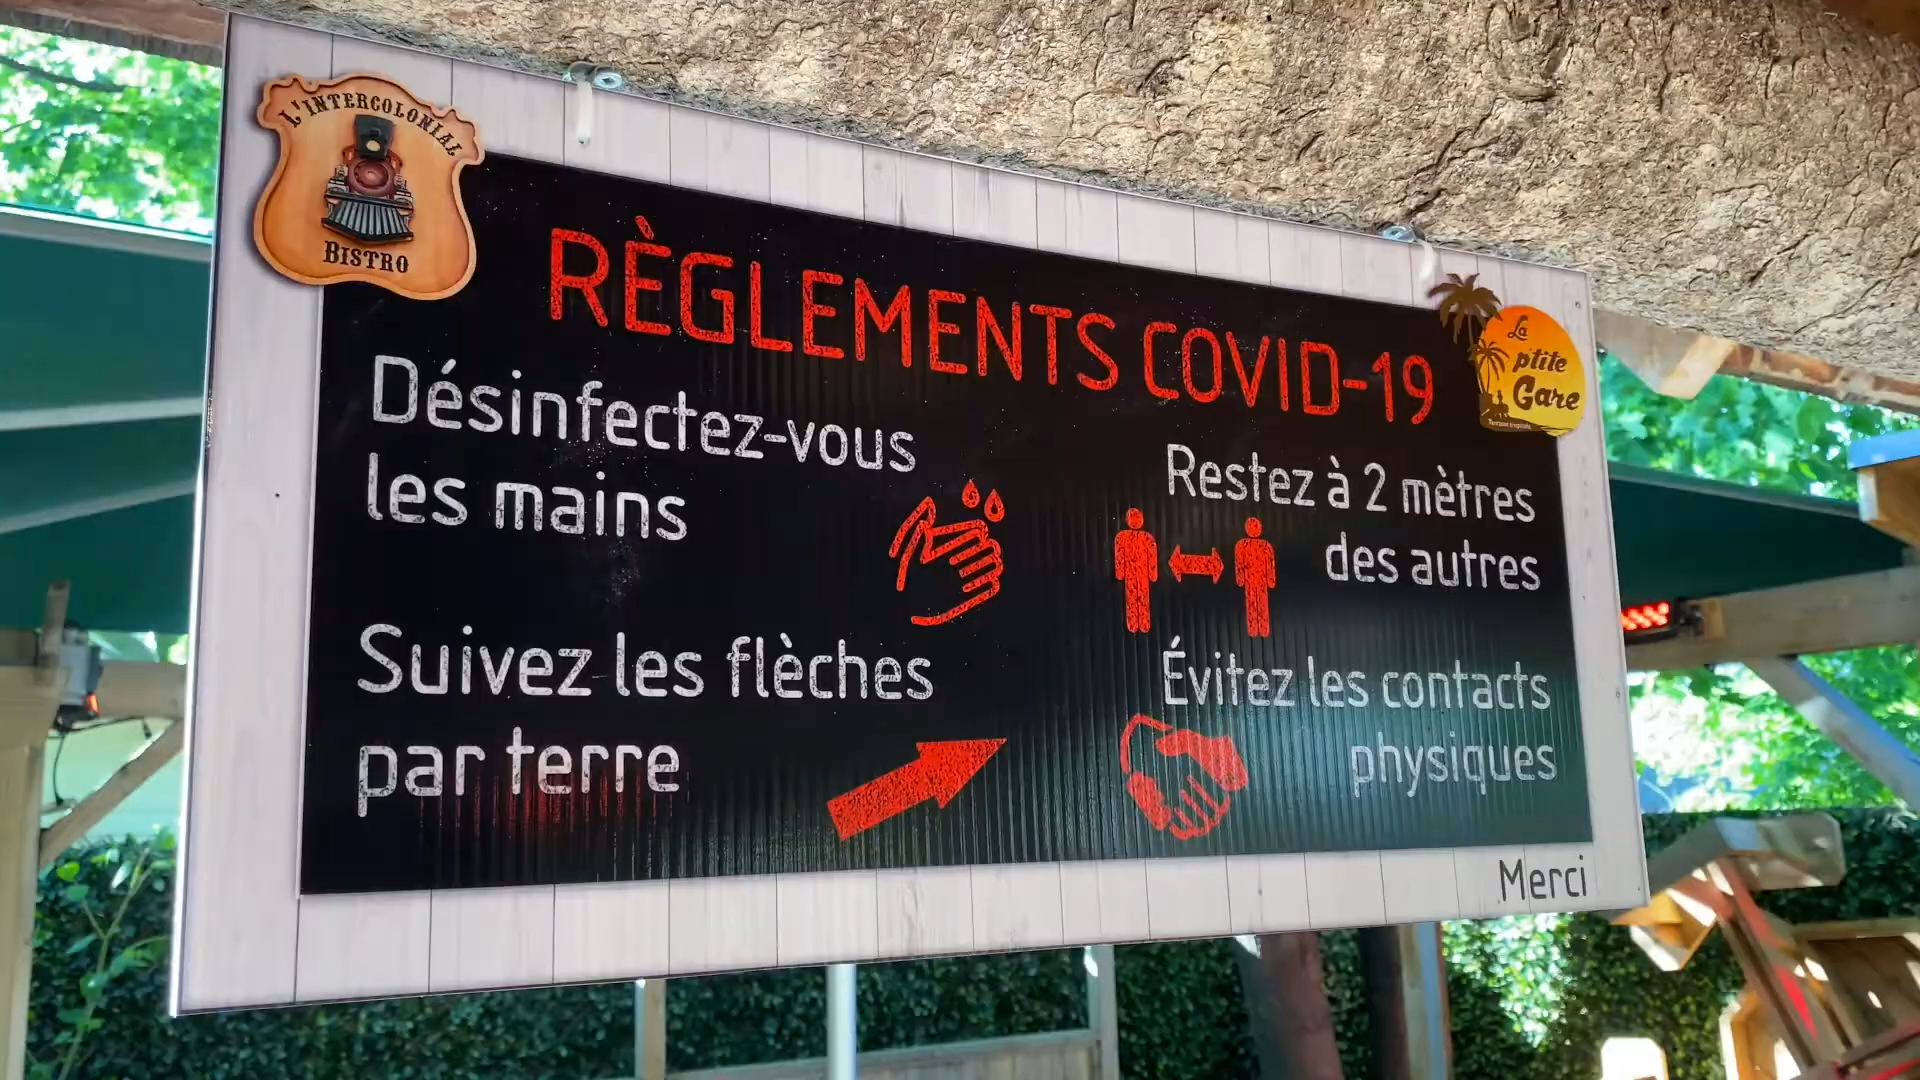 L'INTERCOLONIAL
BISTRO
RÈGLEMENTS COVID-19
La
ptite
Gare
Désinfectez-vous
les mains
Restez à 2 mètres
des autres
Suivez les flèches
par terre
Évitez les contacts
physiques
Merci